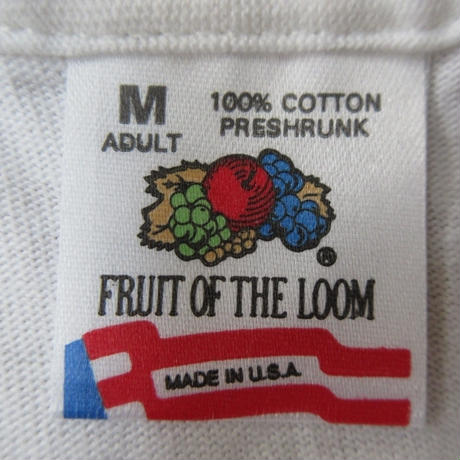 M
ADULT
100% COTTON
PRESHRUNK
®
FRUIT OF THE LOOM
MADE IN U.S.A.